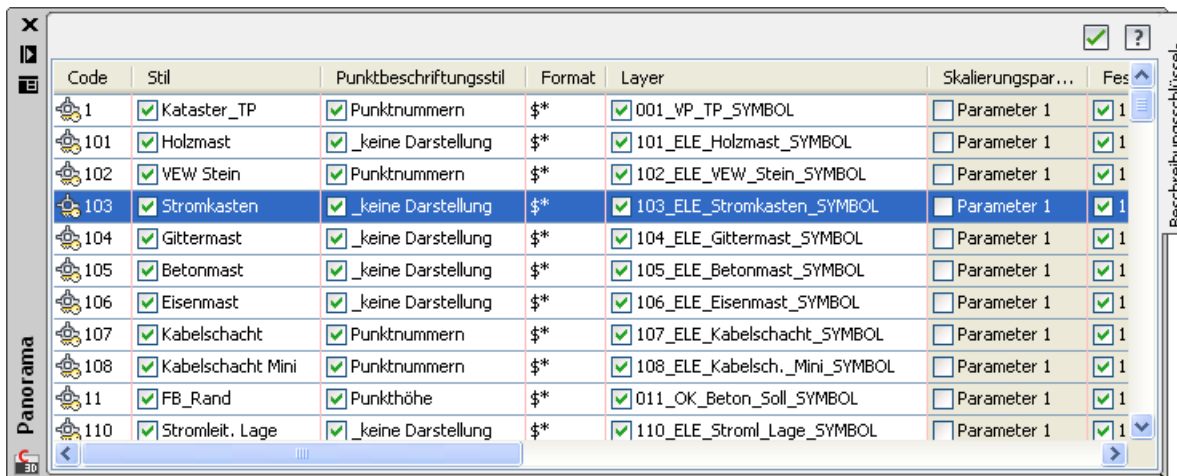 Code Stil Punktbeschriftungsstil Format Layer Skalierungspar... Fes
1 Kataster_TP Punktnummern $* 001_VP_TP_SYMBOL Parameter 1 1
101 Holzmast _keine Darstellung $* 101_ELE_Holzmast_SYMBOL Parameter 1 1
102 VEW Stein Punktnummern $* 102_ELE_VEW_Stein_SYMBOL Parameter 1 1
103 Stromkasten _keine Darstellung $* 103_ELE_Stromkasten_SYMBOL Parameter 1 1
104 Gittermast _keine Darstellung $* 104_ELE_Gittermast_SYMBOL Parameter 1 1
105 Betonmast _keine Darstellung $* 105_ELE_Betonmast_SYMBOL Parameter 1 1
106 Eisenmast _keine Darstellung $* 106_ELE_Eisenmast_SYMBOL Parameter 1 1
107 Kabelschacht Punktnummern $* 107_ELE_Kabelschacht_SYMBOL Parameter 1 1
108 Kabelschacht Mini Punktnummern $* 108_ELE_Kabelsch._Mini_SYMBOL Parameter 1 1
11 FB_Rand Punkthöhe $* 011_OK_Beton_Soll_SYMBOL Parameter 1 1
110 Stromleit. Lage _keine Darstellung $* 110_ELE_Stroml_Lage_SYMBOL Parameter 1 1
Panorama
Beschreibungsschlüssel-
C 3D
?